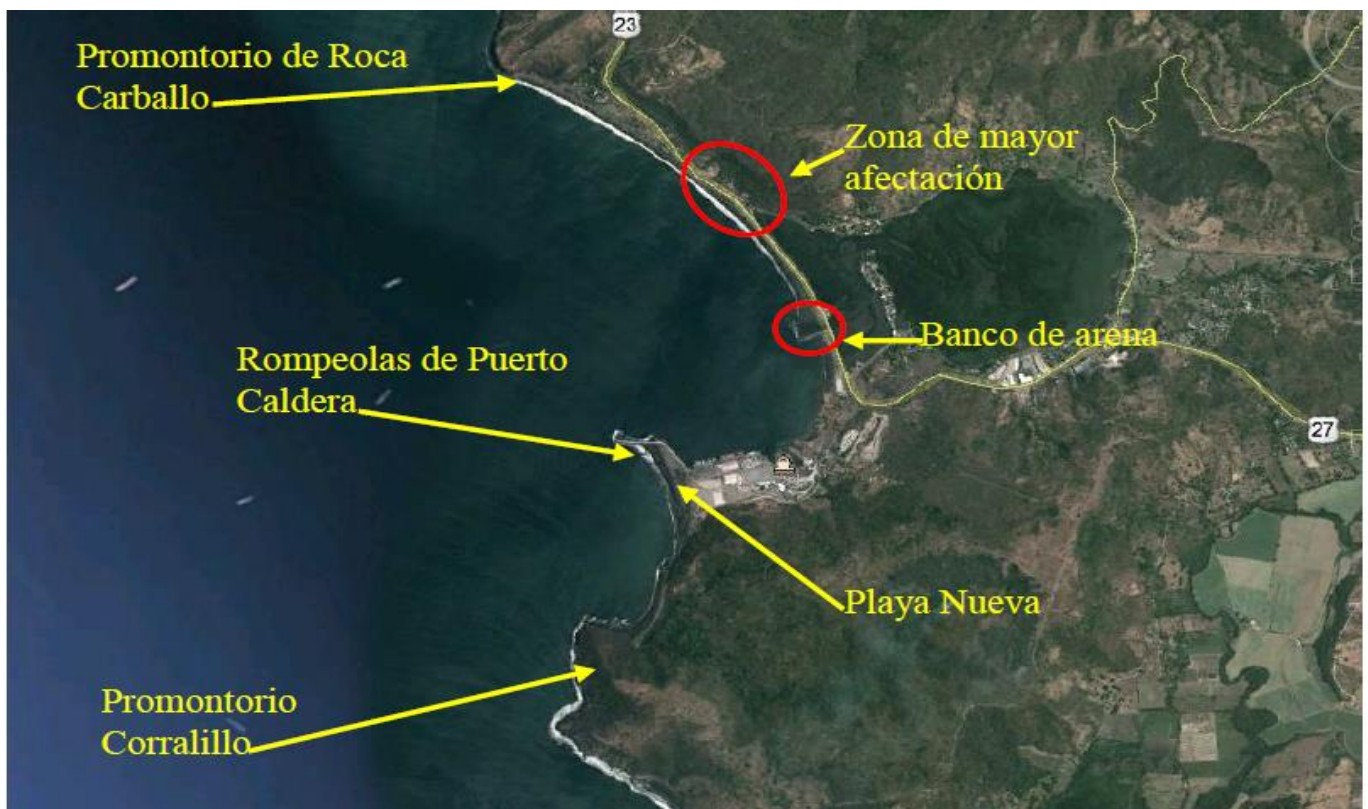 23
Promontorio de Roca
Carballo
Zona de mayor
afectación
Banco de arena
Rompeolas de Puerto
Caldera
27
Playa Nueva
Promontorio
Corralillo